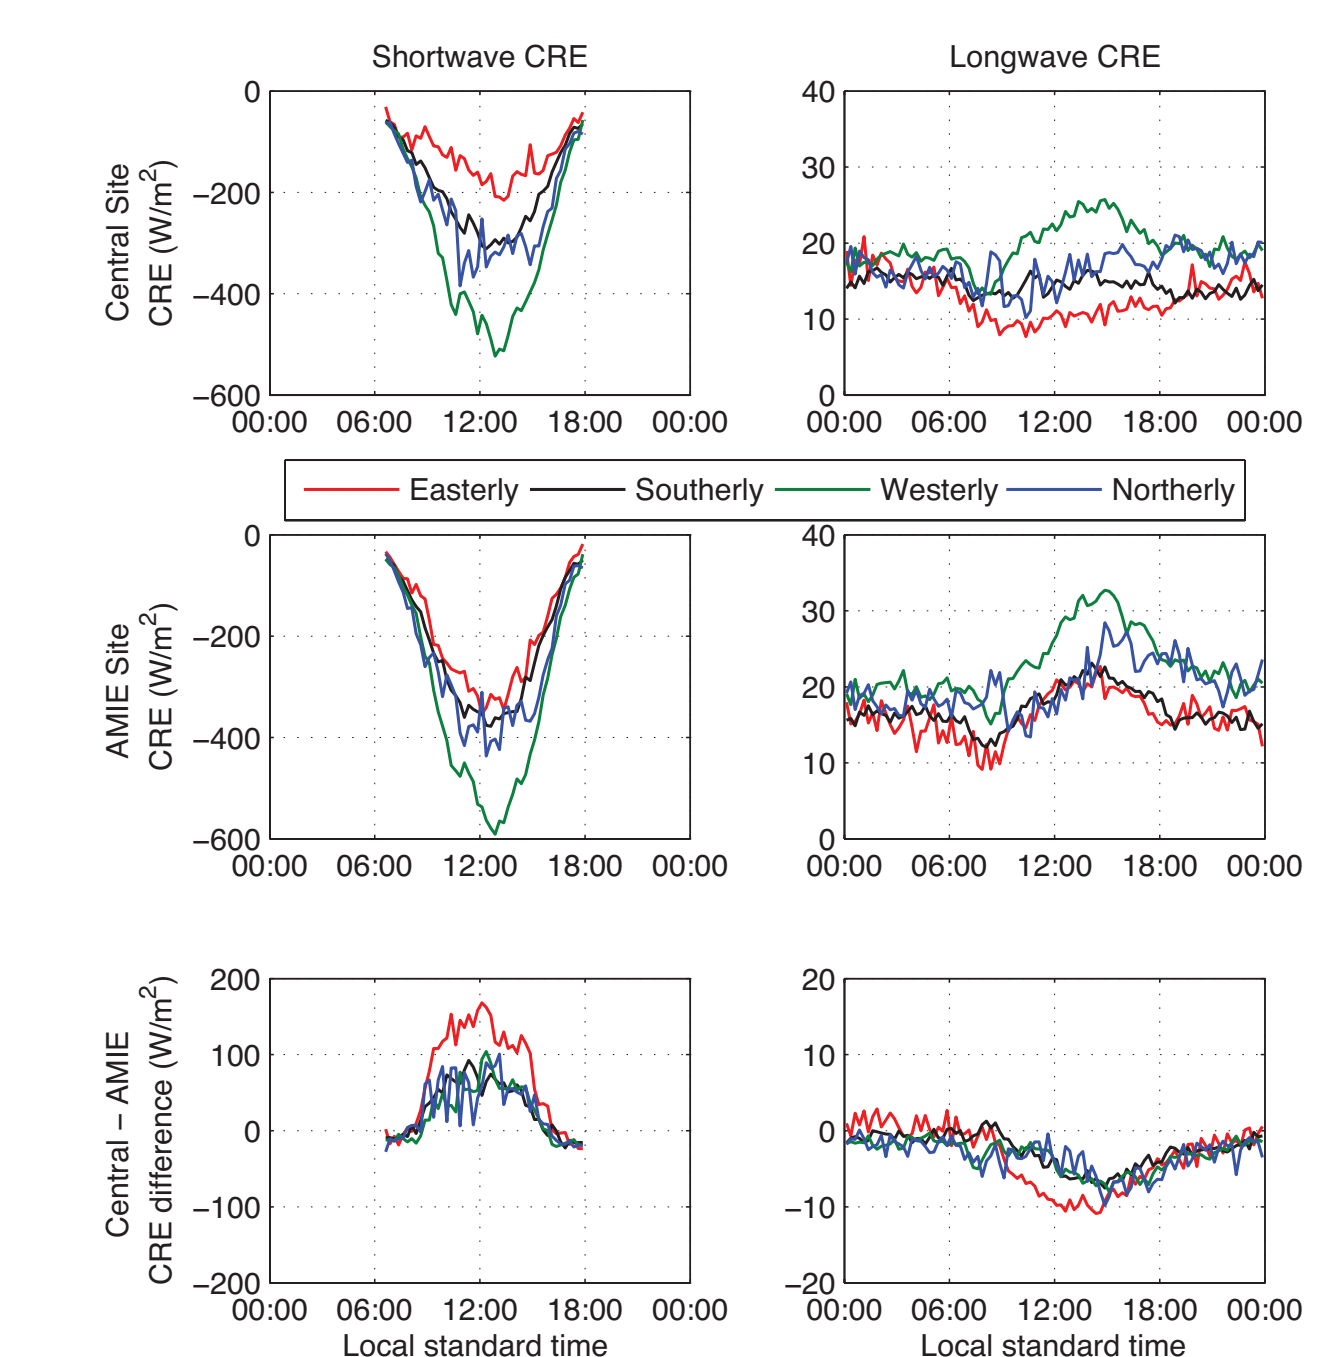 Shortwave CRE
Longwave CRE
Central Site
CRE (W/m²)
0
−200
−400
−600
00:00 06:00 12:00 18:00 00:00
40
30
20
10
0
00:00 06:00 12:00 18:00 00:00
Easterly Southerly Westerly Northerly
AMIE Site
CRE (W/m²)
0
−200
−400
−600
00:00 06:00 12:00 18:00 00:00
40
30
20
10
0
00:00 06:00 12:00 18:00 00:00
Central − AMIE
CRE difference (W/m²)
200
100
0
−100
−200
00:00 06:00 12:00 18:00 00:00
Local standard time
20
10
0
−10
−20
00:00 06:00 12:00 18:00 00:00
Local standard time